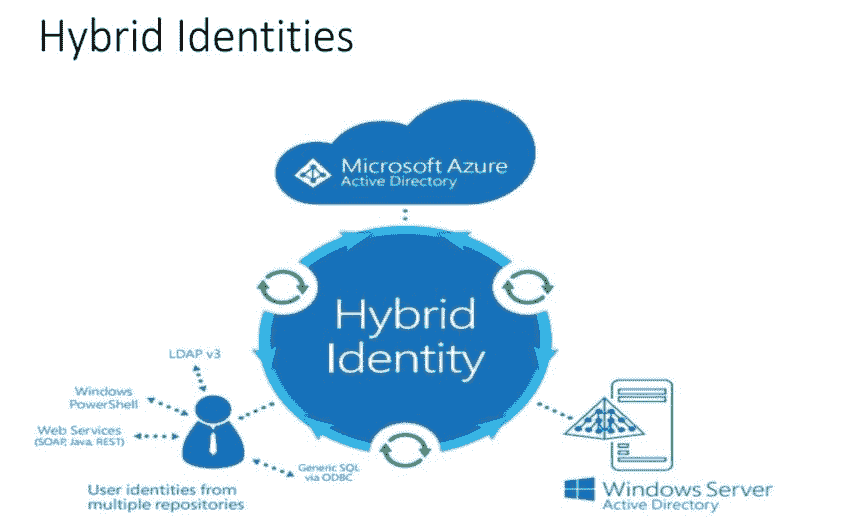 Hybrid Identities
Microsoft Azure
Active Directory
Hybrid
Identity
LDAP v3
Windows
PowerShell
Web Services
(SOAP, Java, REST)
Generic SQL
via ODBC
User identities from
multiple repositories
Windows Server
Active Directory